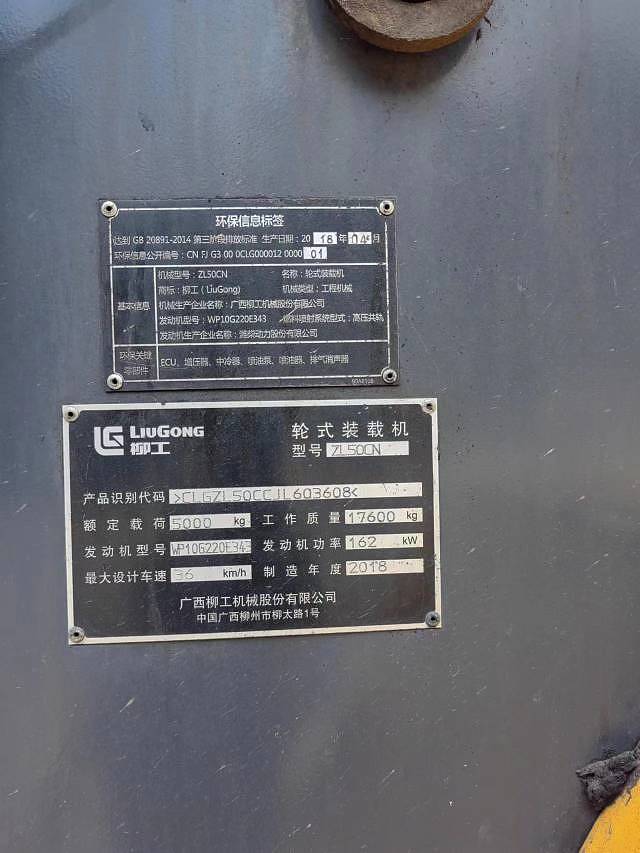 环保信息标签
达到 GB 20891-2014 第三阶段排放标准 生产日期：2018年04月
环保信息公开编号：CN FJ G3 00 0CLG000012 0000 01
基本信息
机械型号：ZL50CN 名称：轮式装载机
商标：柳工（LiuGong） 机械类型：工程机械
机械生产企业名称：广西柳工机械股份有限公司
发动机型号：WP10G220E343 燃料喷射系统型式：高压共轨
发动机生产企业名称：潍柴动力股份有限公司
环保关键零部件
ECU、增压器、中冷器、喷油泵、喷油器、排气消声器
LG LIUGONG 柳工
轮式装载机
型号 ZL50CN
产品识别代码 >CLGZL50CCJL603608<
额定载荷 5000 kg 工作质量 17600 kg
发动机型号 WP10G220E343 发动机功率 162 kW
最大设计车速 36 km/h 制造年度 2018
广西柳工机械股份有限公司
中国广西柳州市柳太路1号